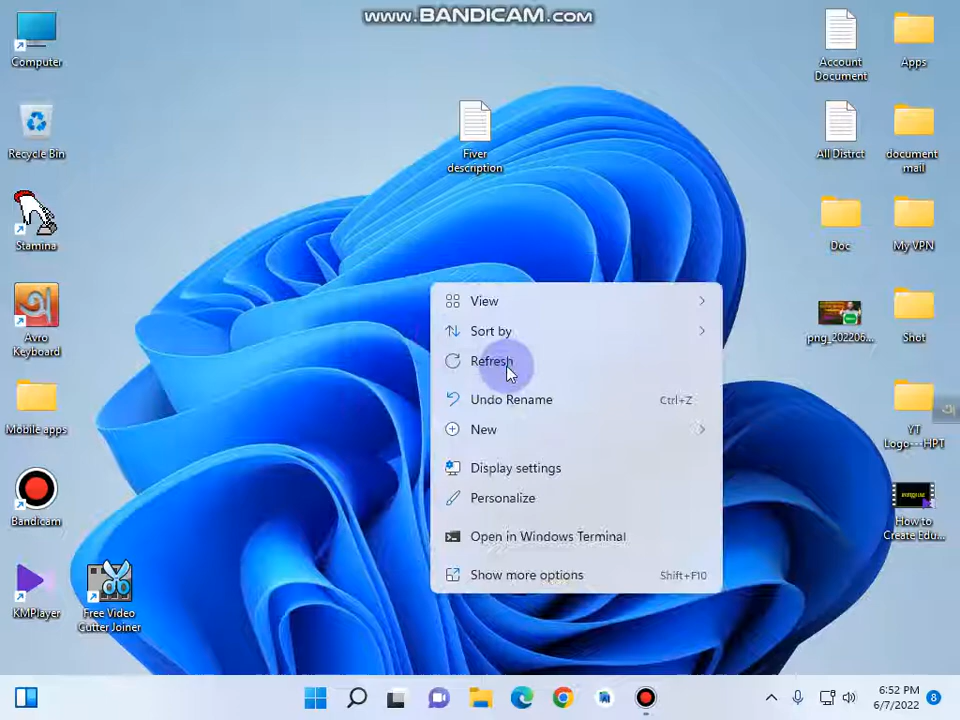 www.BANDICAM.com
Computer
Recycle Bin
Stamina
অ
Avro
Keyboard
Mobile apps
Bandicam
KMPlayer
Free Video
Cutter Joiner
Fiver
description
Account
Document
Apps
All Distrct
document
mail
Doc
My VPN
png_202206...
Shot
YT
Logo---HPT
How to
Create Edu...
View
Sort by
Refresh
Undo Rename Ctrl+Z
New
Display settings
Personalize
Open in Windows Terminal
Show more options Shift+F10
6:52 PM
6/7/2022
8